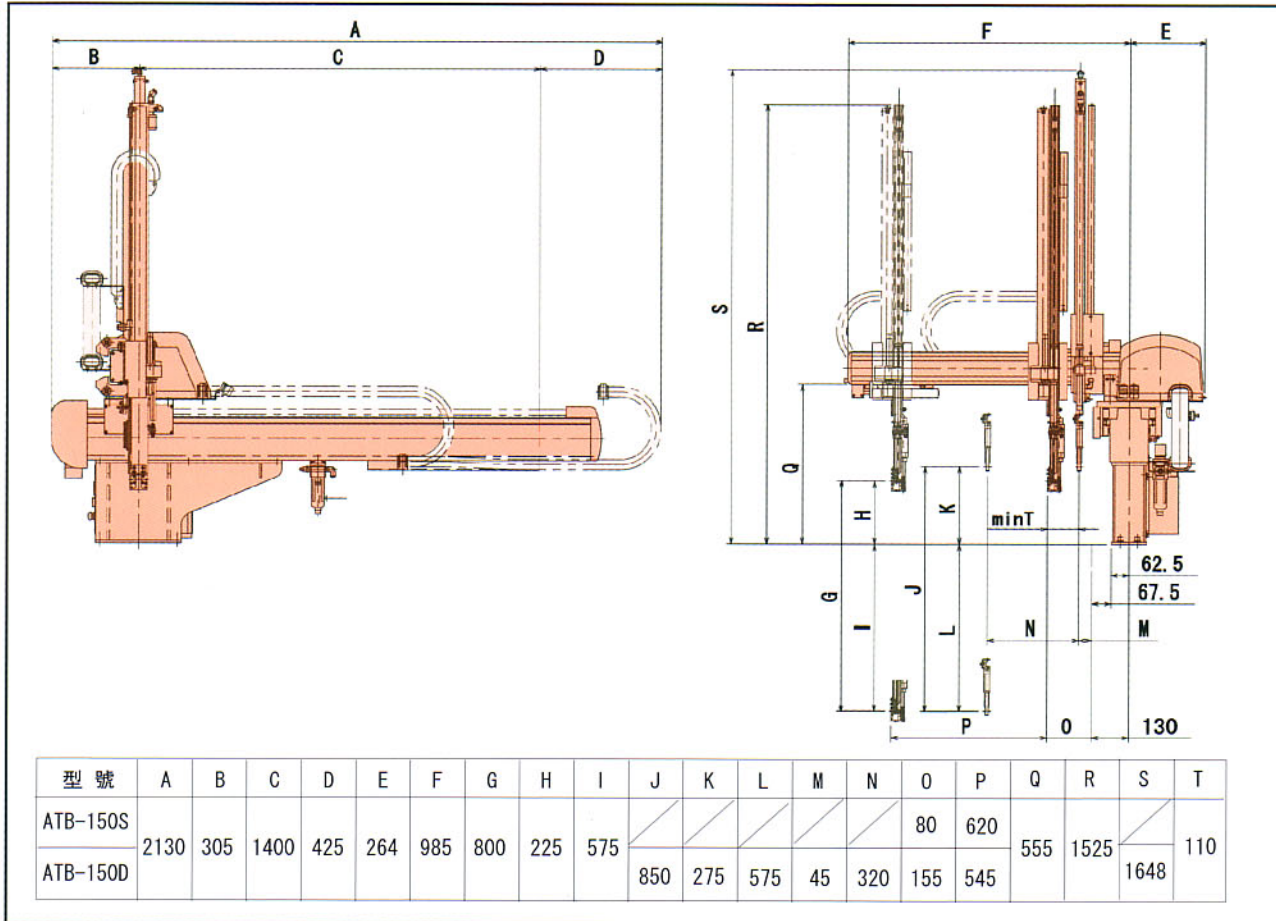 A
B C D
F E
S
R
Q
H
K
minT
62.5
67.5
G
J
I
L
N M
P O 130
型 號 A B C D E F G H I J K L M N O P Q R S T
ATB-150S 80 620
2130 305 1400 425 264 985 800 225 575 555 1525 110
ATB-150D 850 275 575 45 320 155 545 1648